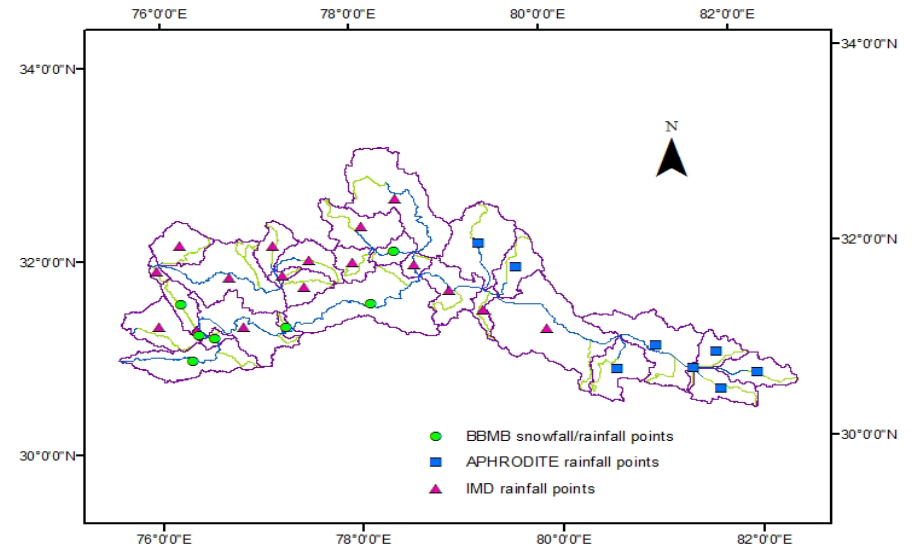 76°0'0"E 78°0'0"E 80°0'0"E 82°0'0"E
34°0'0"N 34°0'0"N
N
32°0'0"N 32°0'0"N
30°0'0"N 30°0'0"N
BBMB snowfall/rainfall points
APHRODITE rainfall points
IMD rainfall points
76°0'0"E 78°0'0"E 80°0'0"E 82°0'0"E